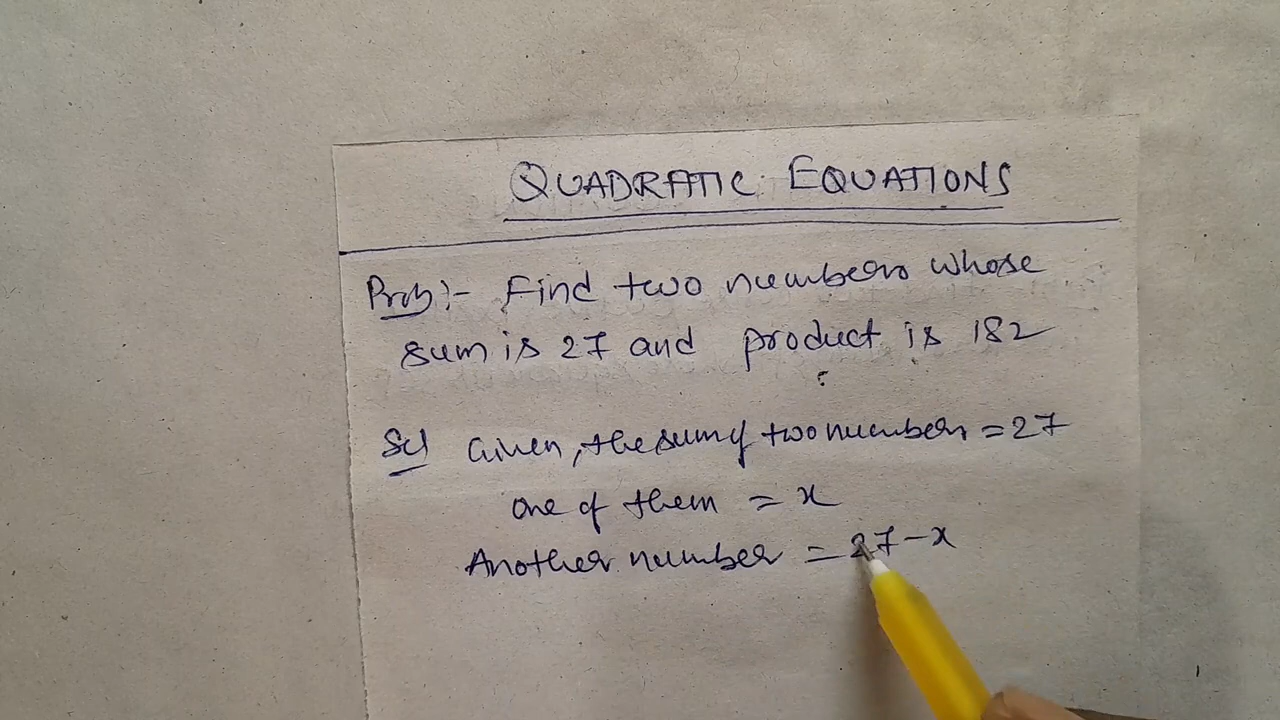 QUADRATIC EQUATIONS
Prob:- Find two numbers whose
sum is 27 and product is 182
?
Sol Given, the sum of two numbers = 27
one of them = x
Another number = 27-x